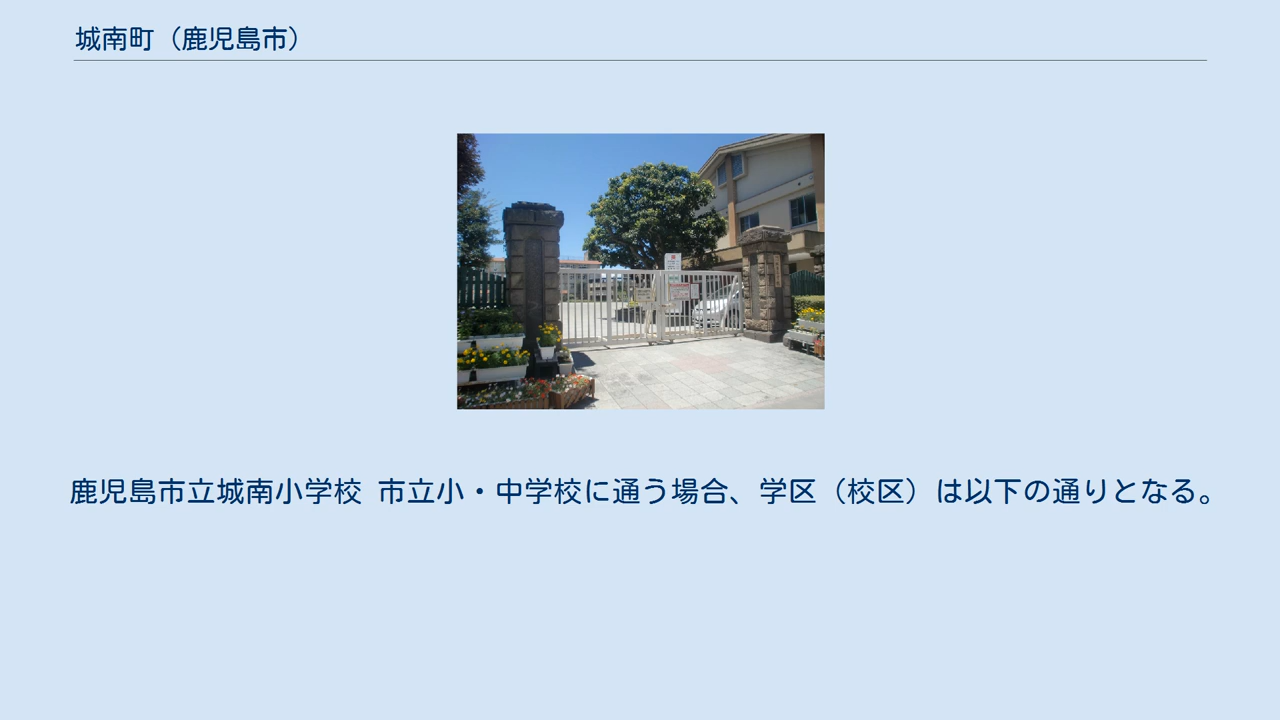 城南町（鹿児島市）
鹿児島市立城南小学校 市立小・中学校に通う場合、学区（校区）は以下の通りとなる。